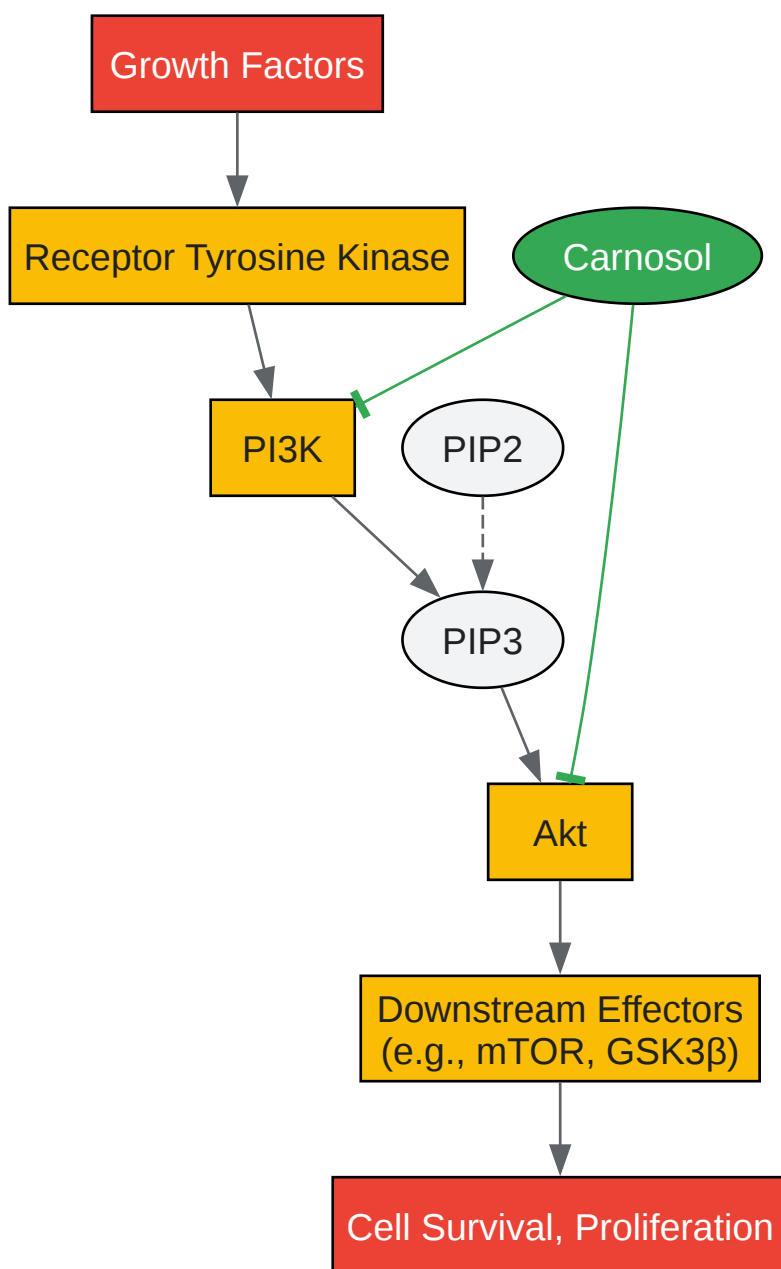 Growth Factors
Receptor Tyrosine Kinase
Carnosol
PI3K
PIP2
PIP3
Akt
Downstream Effectors
(e.g., mTOR, GSK3β)
Cell Survival, Proliferation